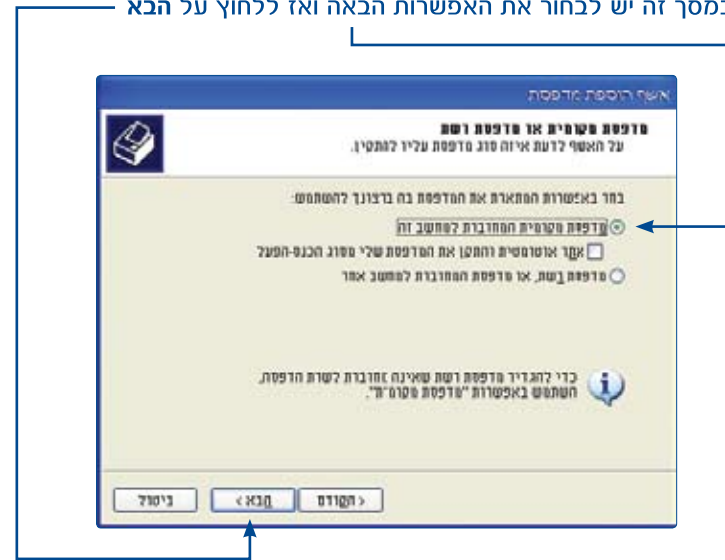 במסך זה יש לבחור את האפשרות הבאה ואז ללחוץ על הבא
אשף הוספת מדפסת
מדפסת מקומית או מדפסת רשת
על האשף לדעת איזה סוג מדפסת עליו להתקין.
בחר באפשרות המתארת את המדפסת בה ברצונך להשתמש:
מדפסת מקומית המחוברת למחשב זה
אתר אוטומטית והתקן את המדפסת שלי מסוג הכנס-הפעל
מדפסת רשת, או מדפסת המחוברת למחשב אחר
כדי להגדיר מדפסת רשת שאינה מחוברת לשרת הדפסה,
השתמש באפשרות "מדפסת מקומית".
< הקודם
הבא >
ביטול